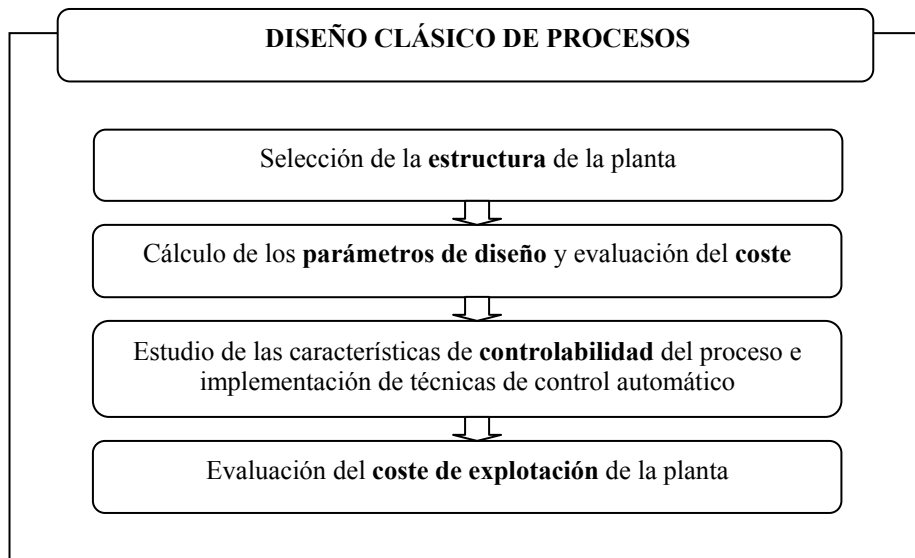 DISEÑO CLÁSICO DE PROCESOS
Selección de la estructura de la planta
Cálculo de los parámetros de diseño y evaluación del coste
Estudio de las características de controlabilidad del proceso e
implementación de técnicas de control automático
Evaluación del coste de explotación de la planta